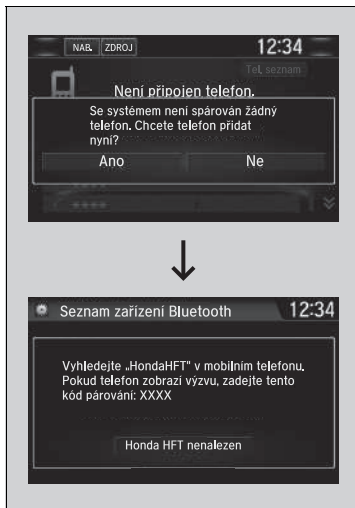 NAB. ZDROJ 12:34
Tel. seznam
Není připojen telefon.
Se systémem není spárován žádný
telefon. Chcete telefon přidat
nyní?
Ano Ne
Seznam zařízení Bluetooth 12:34
Vyhledejte „HondaHFT" v mobilním telefonu.
Pokud telefon zobrazí výzvu, zadejte tento
kód párování: XXXX
Honda HFT nenalezen